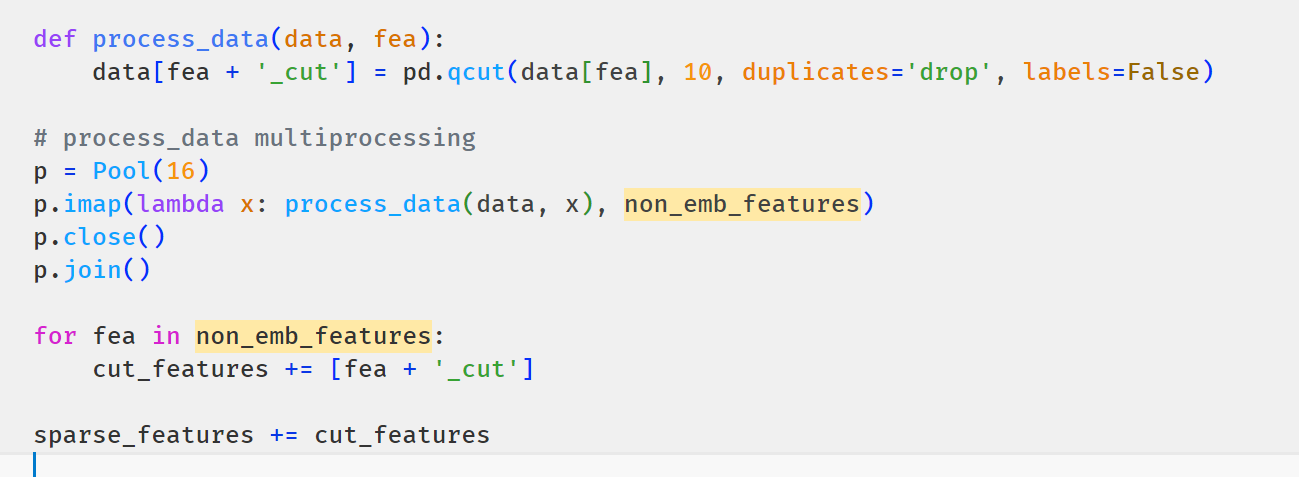 def process_data(data, fea):
    data[fea + '_cut'] = pd.qcut(data[fea], 10, duplicates='drop', labels=False)

# process_data multiprocessing
p = Pool(16)
p.imap(lambda x: process_data(data, x), non_emb_features)
p.close()
p.join()

for fea in non_emb_features:
    cut_features += [fea + '_cut']

sparse_features += cut_features